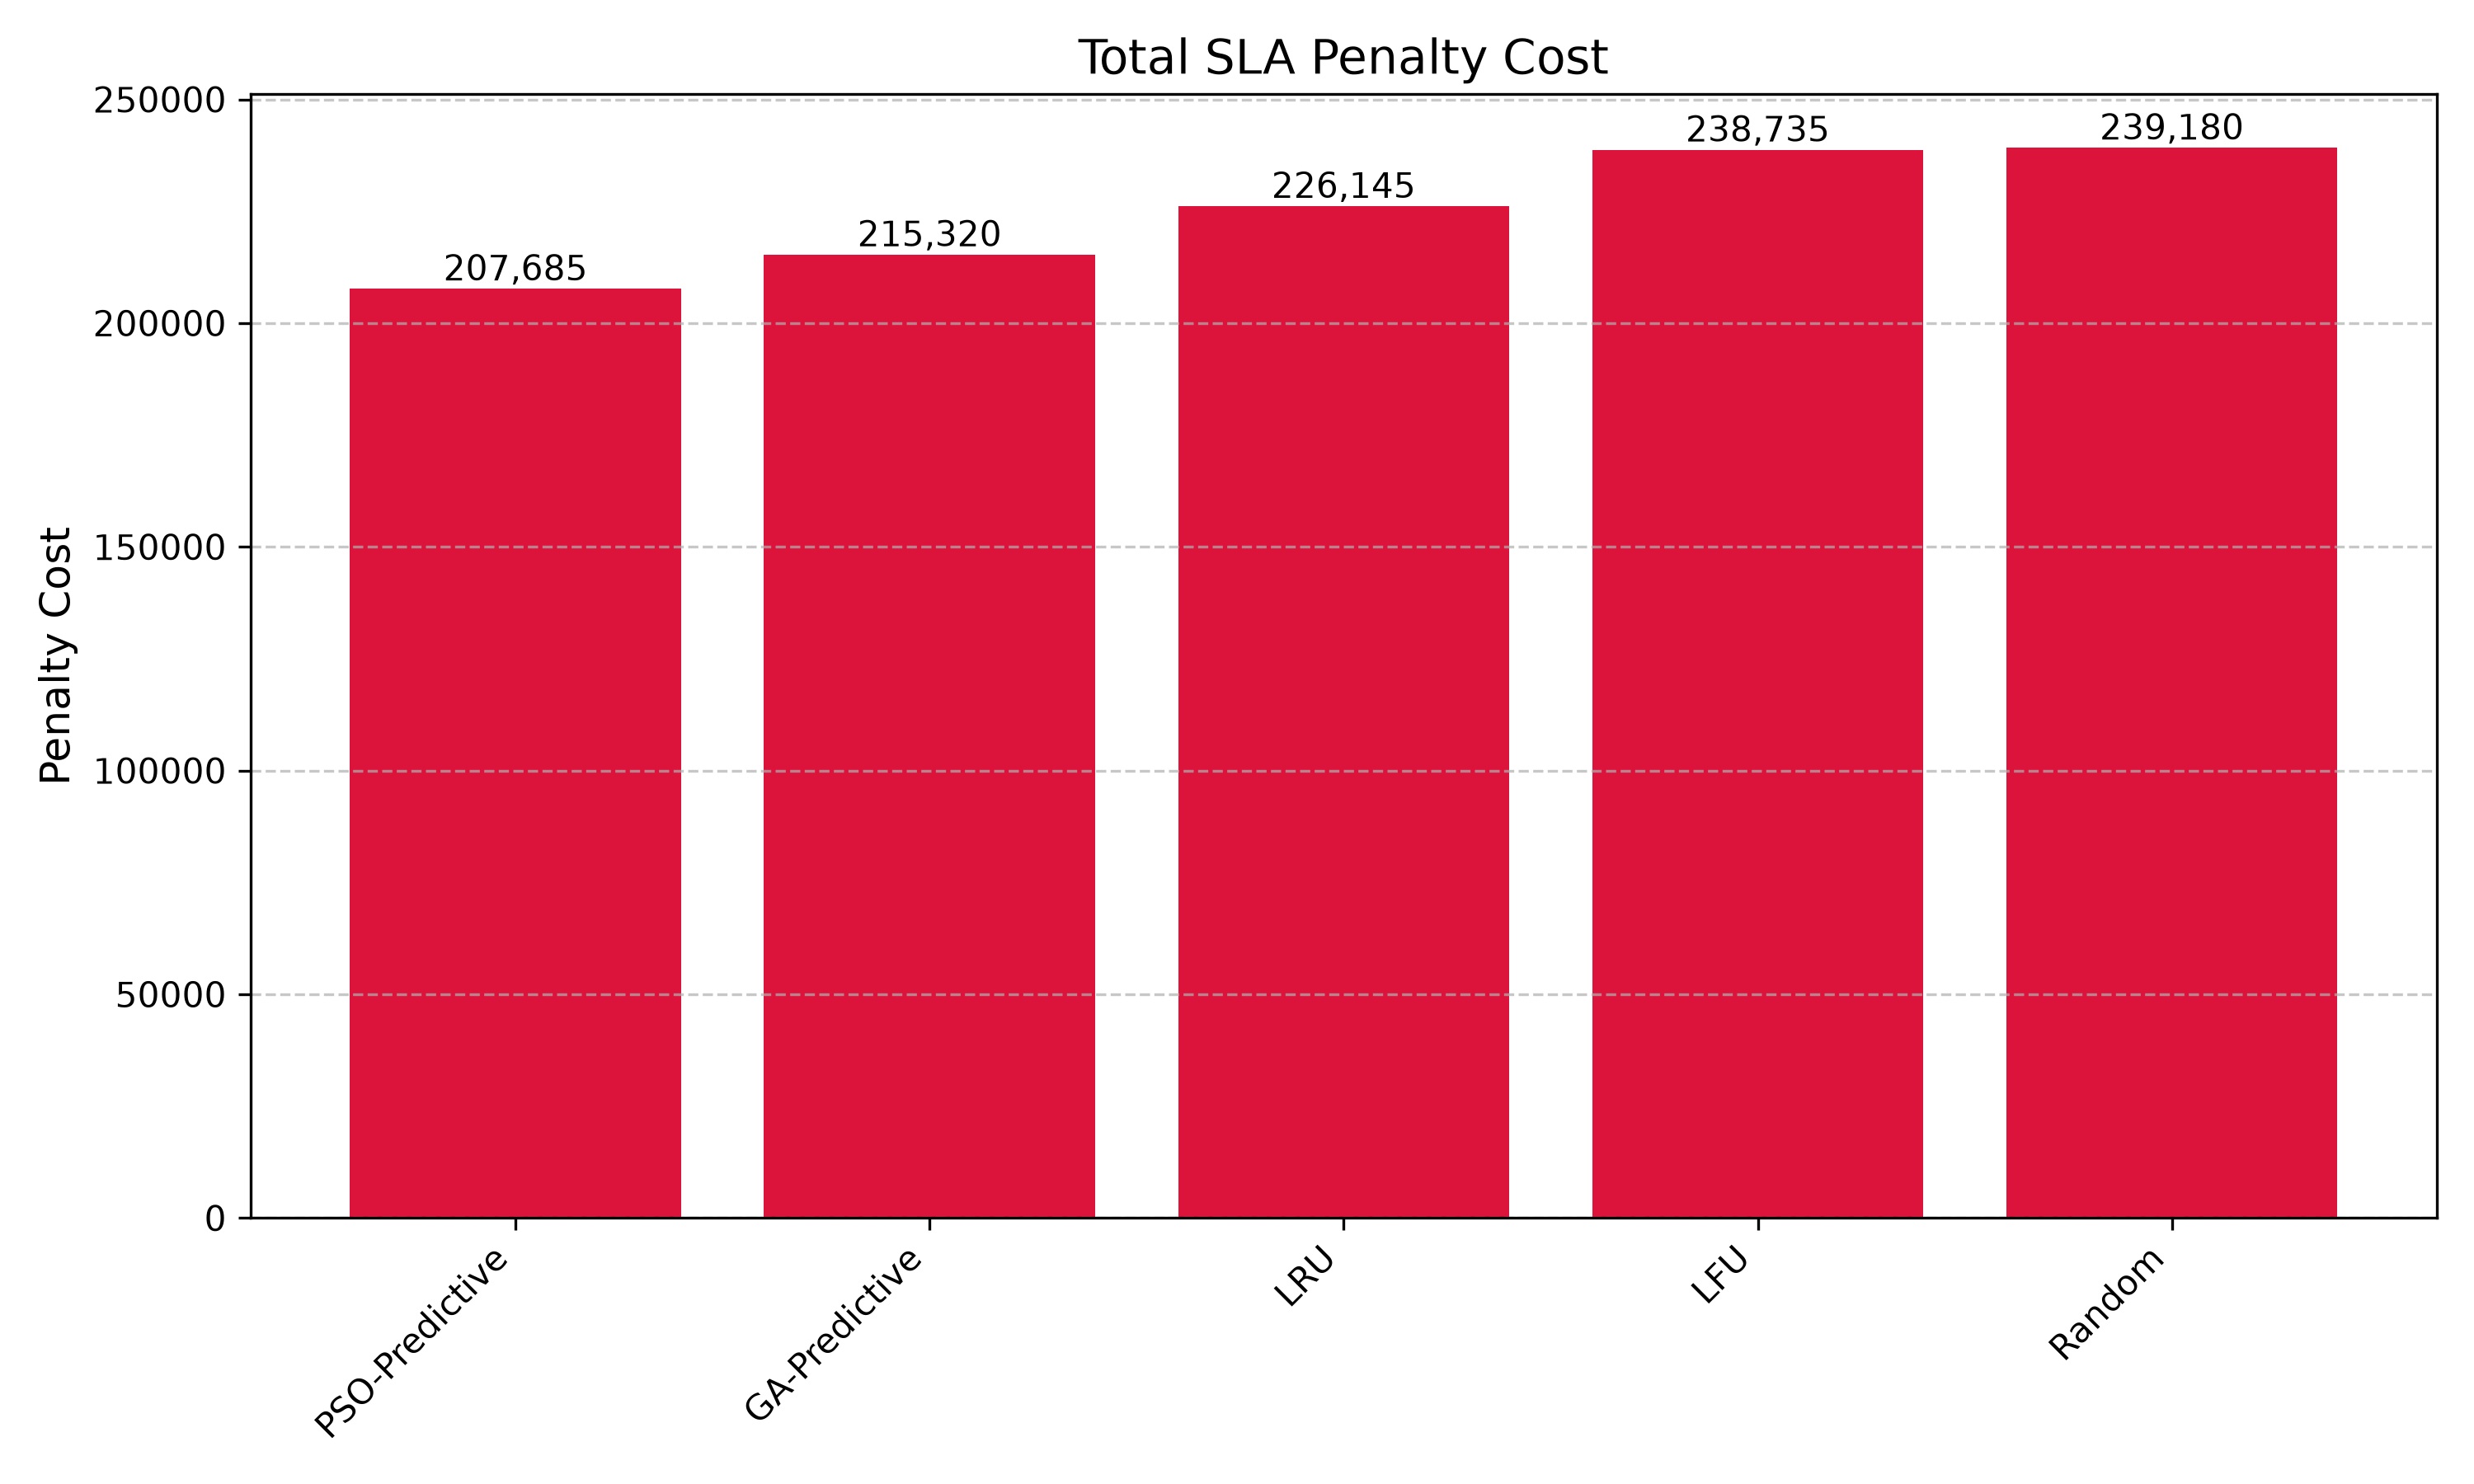 Total SLA Penalty Cost
Penalty Cost
250000
200000
150000
100000
50000
0
207,685
215,320
226,145
238,735
239,180
PSO-Predictive
GA-Predictive
LRU
LFU
Random